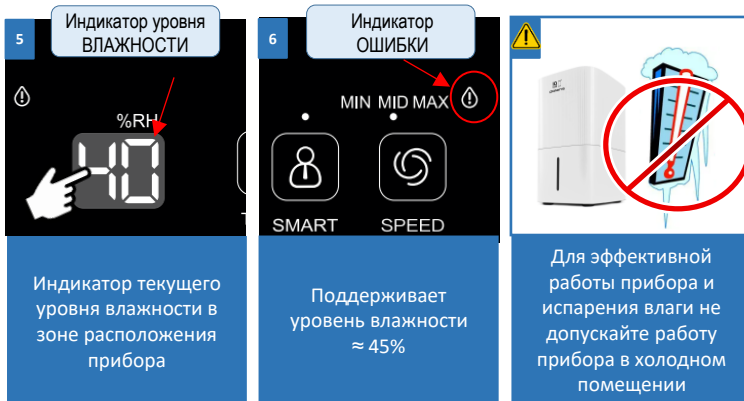 5
Индикатор уровня
ВЛАЖНОСТИ
%RH
40
Индикатор текущего
уровня влажности в
зоне расположения
прибора
6
Индикатор
ОШИБКИ
MIN MID MAX
SMART
SPEED
Поддерживает
уровень влажности
≈ 45%
Для эффективной
работы прибора и
испарения влаги не
допускайте работу
прибора в холодном
помещении